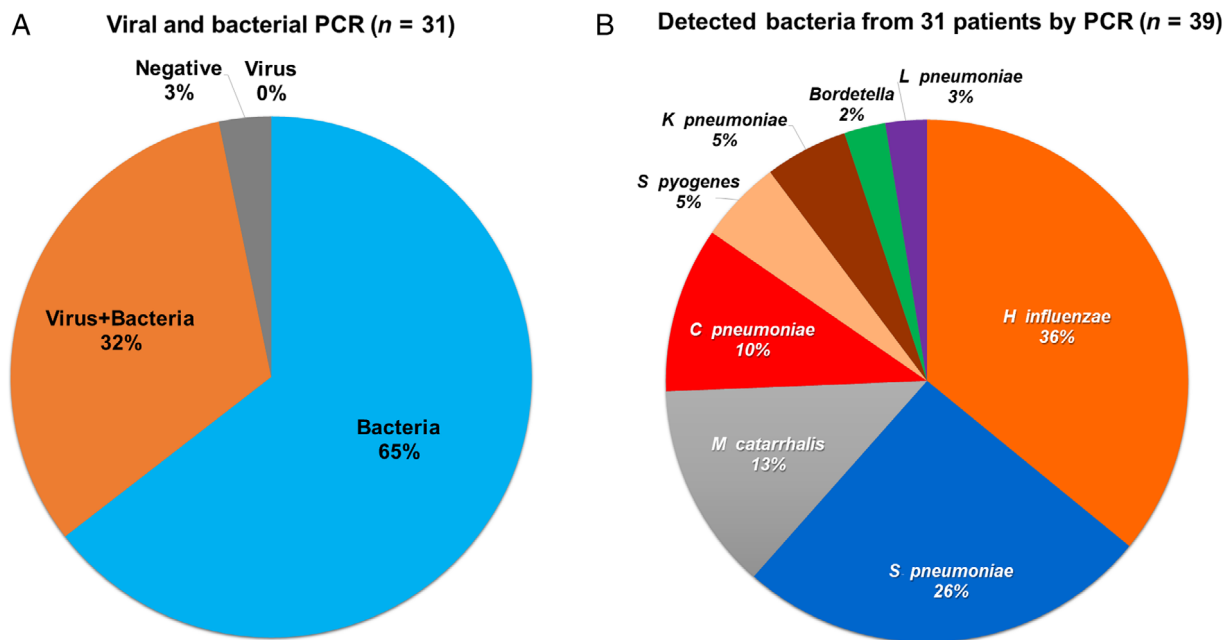 A
Viral and bacterial PCR (n = 31)
Negative
3%
Virus
0%
Virus+Bacteria
32%
Bacteria
65%
B
Detected bacteria from 31 patients by PCR (n = 39)
L pneumoniae
3%
Bordetella
2%
K pneumoniae
5%
S pyogenes
5%
C pneumoniae
10%
H influenzae
36%
M catarrhalis
13%
S pneumoniae
26%